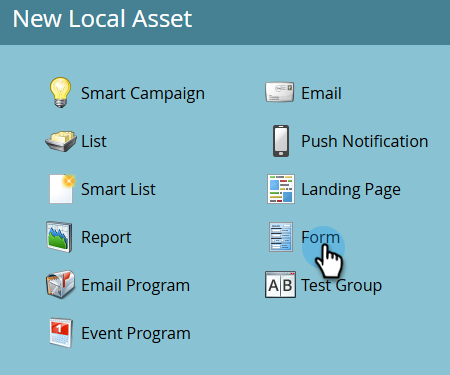 New Local Asset
Smart Campaign
Email
List
Push Notification
Smart List
Landing Page
Report
Form
Email Program
A B Test Group
Event Program
1